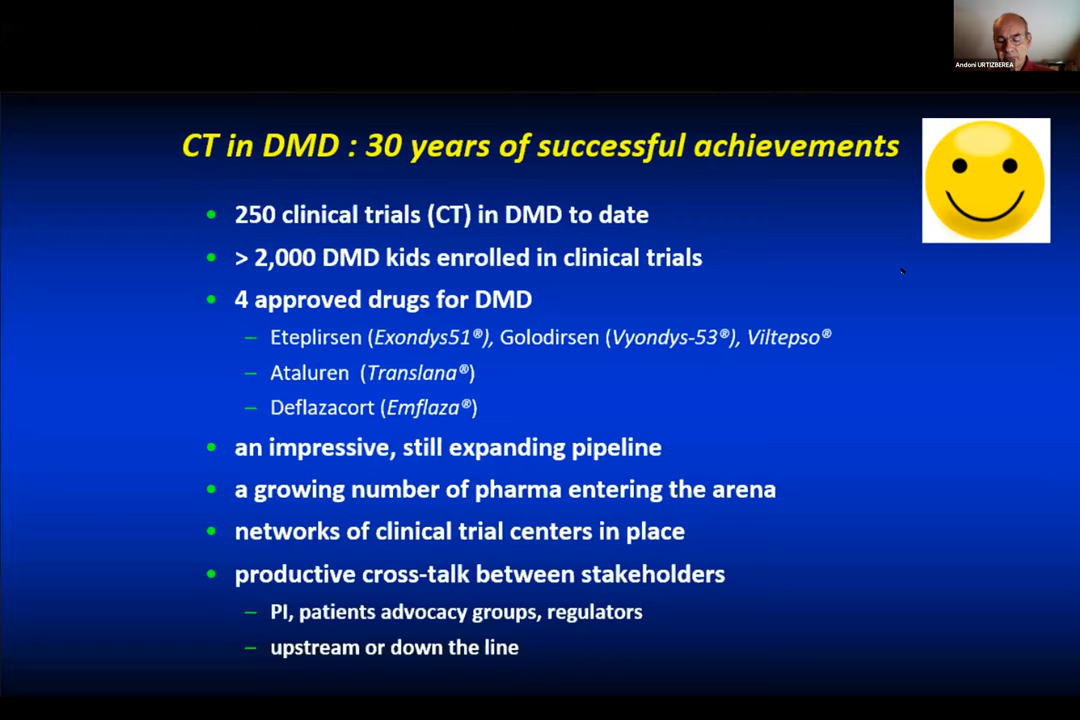 Andoni URTIZBEREA
CT in DMD : 30 years of successful achievements
• 250 clinical trials (CT) in DMD to date
• > 2,000 DMD kids enrolled in clinical trials
• 4 approved drugs for DMD
– Eteplirsen (Exondys51®), Golodirsen (Vyondys-53®), Viltepso®
– Ataluren (Translana®)
– Deflazacort (Emflaza®)
• an impressive, still expanding pipeline
• a growing number of pharma entering the arena
• networks of clinical trial centers in place
• productive cross-talk between stakeholders
– PI, patients advocacy groups, regulators
– upstream or down the line